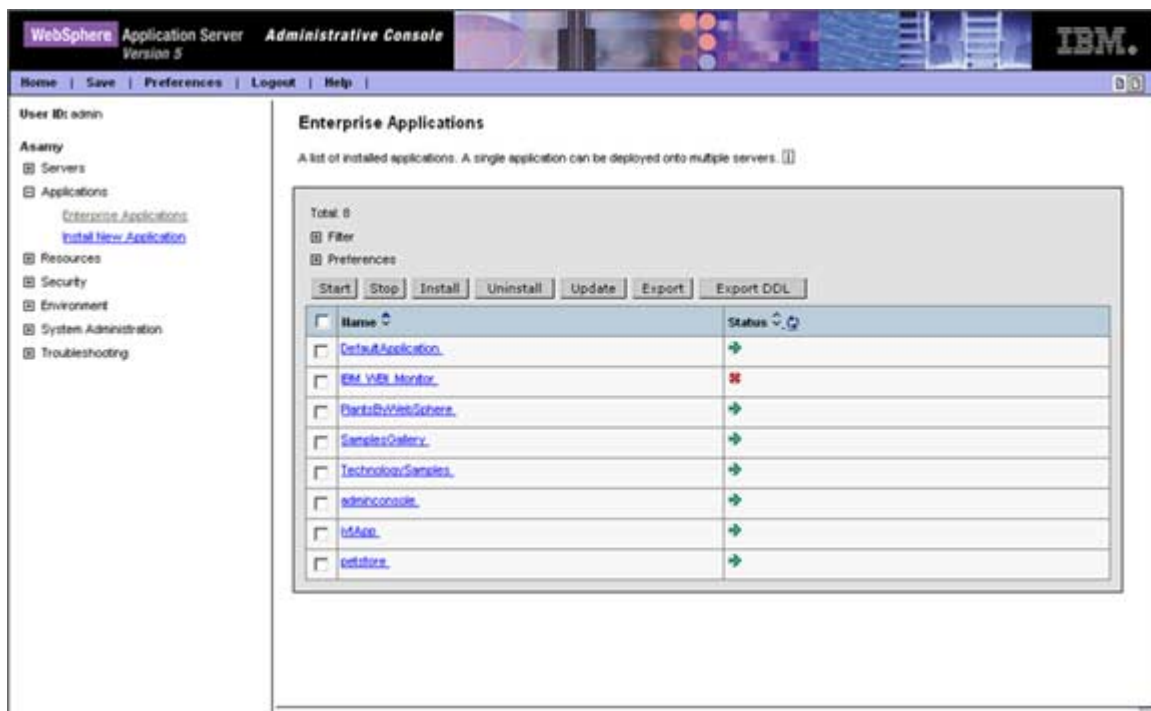 WebSphere Application Server Administrative Console
Version 5
IBM.
Home | Save | Preferences | Logout | Help |
User ID: admin
Asamy
Servers
Applications
Enterprise Applications
Install New Application
Resources
Security
Environment
System Administration
Troubleshooting
Enterprise Applications
A list of installed applications. A single application can be deployed onto multiple servers.
Total: 8
Filter
Preferences
Start Stop Install Uninstall Update Export Export DDL
Name Status
DefaultApplication
IBM WBI Monitor
PlantsByWebSphere
SamplesGallery
TechnologySamples
adminconsole
ivtApp
petstore